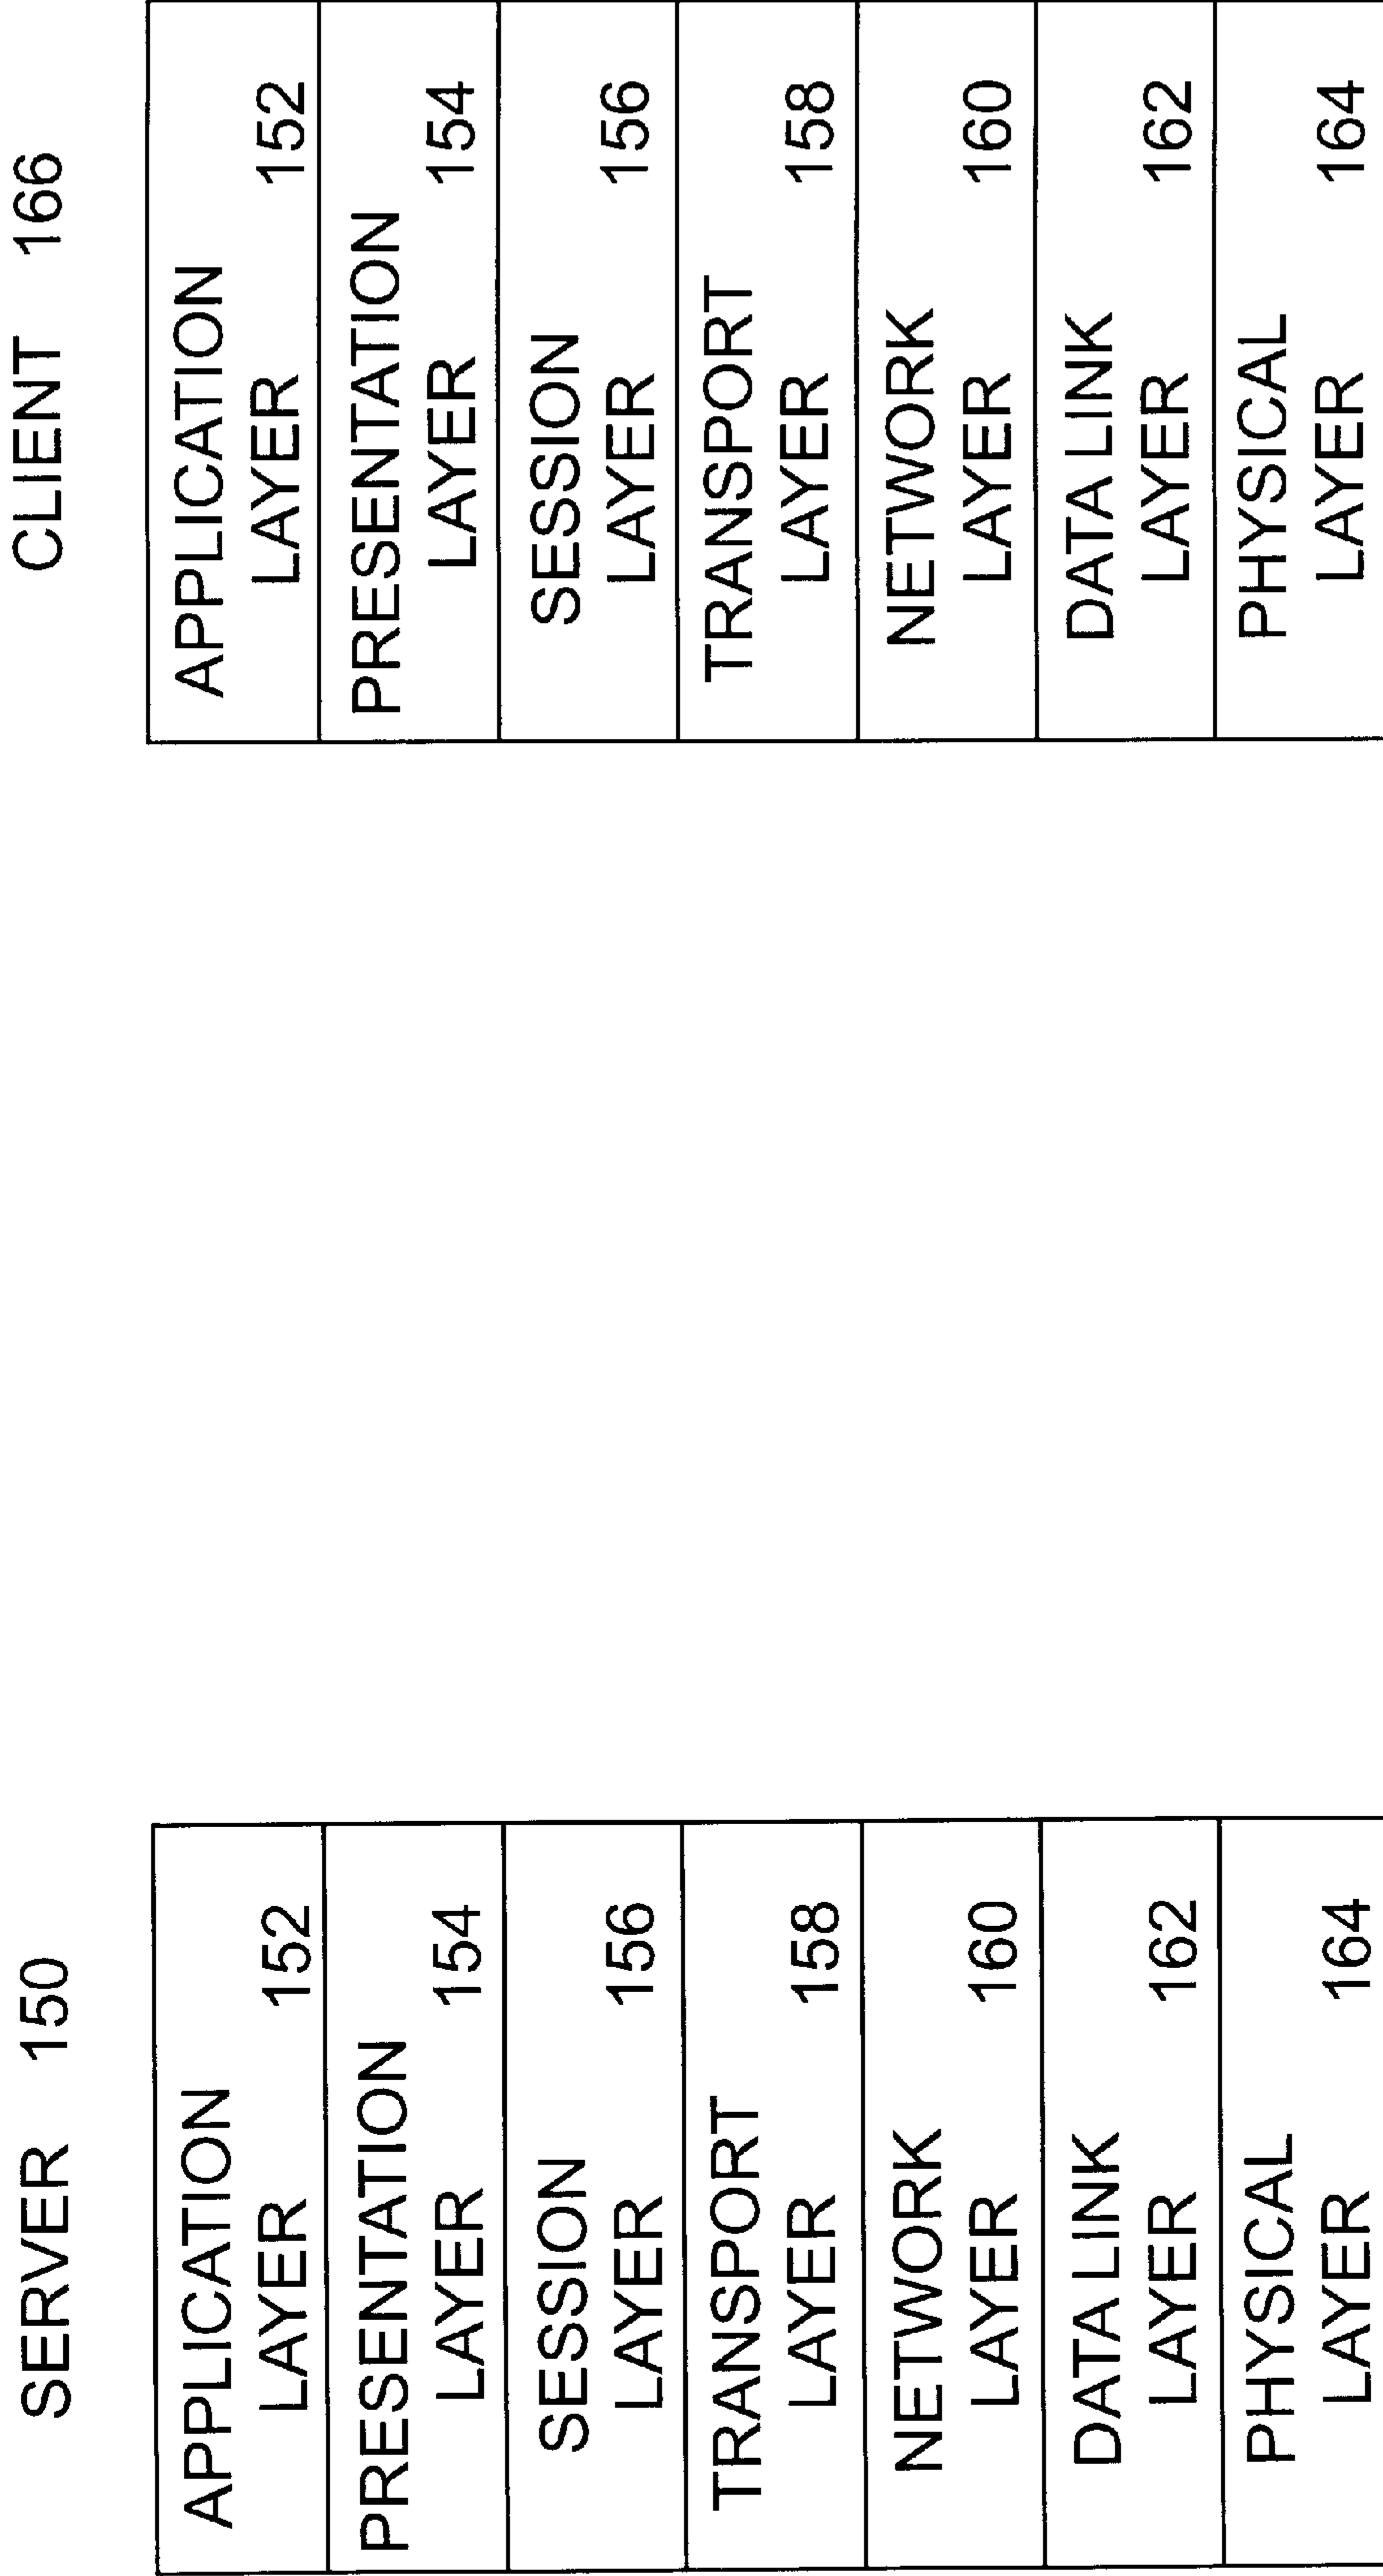 SERVER 150
APPLICATION
LAYER 152
PRESENTATION
LAYER 154
SESSION
LAYER 156
TRANSPORT
LAYER 158
NETWORK
LAYER 160
DATA LINK
LAYER 162
PHYSICAL
LAYER 164
CLIENT 166
APPLICATION
LAYER 152
PRESENTATION
LAYER 154
SESSION
LAYER 156
TRANSPORT
LAYER 158
NETWORK
LAYER 160
DATA LINK
LAYER 162
PHYSICAL
LAYER 164